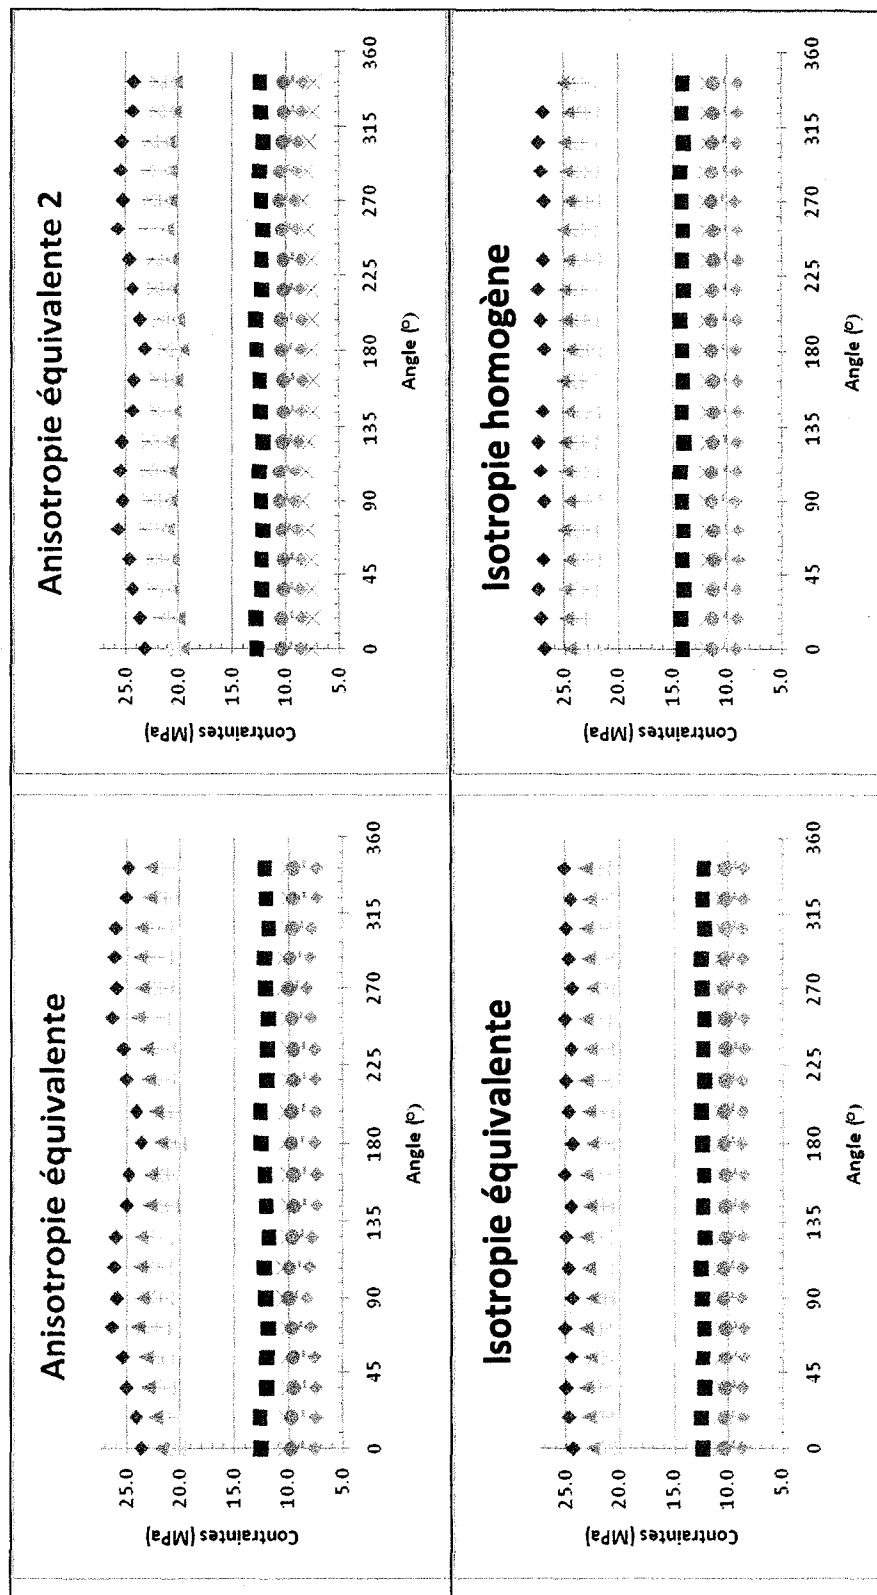 Anisotropie équivalente
Contraintes (MPa)
25.0
20.0
15.0
10.0
5.0
0 45 90 135 180 225 270 315 360
Angle (°)
Anisotropie équivalente 2
Contraintes (MPa)
25.0
20.0
15.0
10.0
5.0
0 45 90 135 180 225 270 315 360
Angle (°)
Isotropie équivalente
Contraintes (MPa)
25.0
20.0
15.0
10.0
5.0
0 45 90 135 180 225 270 315 360
Angle (°)
Isotropie homogène
Contraintes (MPa)
25.0
20.0
15.0
10.0
5.0
0 45 90 135 180 225 270 315 360
Angle (°)